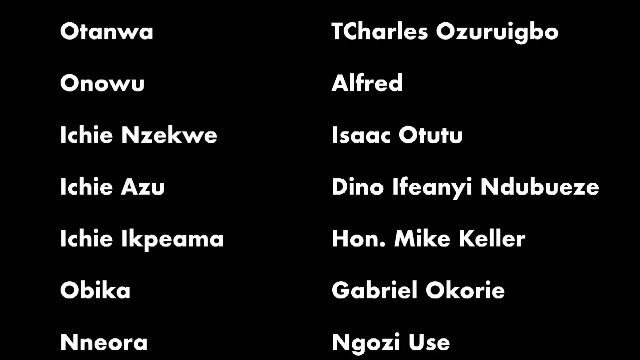 Otanwa TCharles Ozuruigbo
Onowu Alfred
Ichie Nzekwe Isaac Otutu
Ichie Azu Dino Ifeanyi Ndubueze
Ichie Ikpeama Hon. Mike Keller
Obika Gabriel Okorie
Nneora Ngozi Use